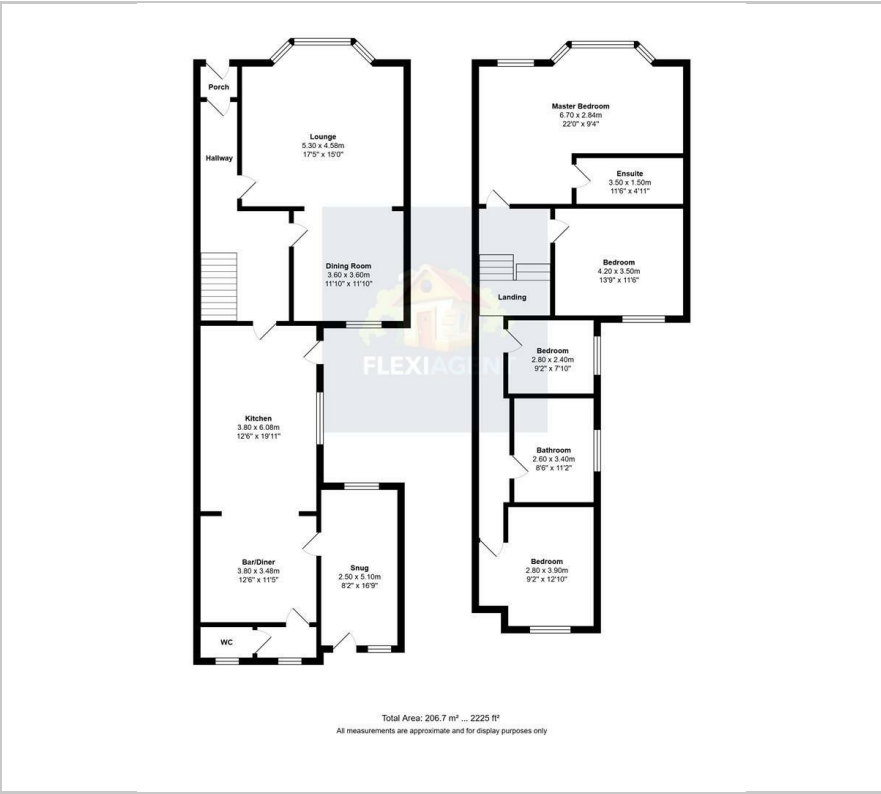 Porch
Hallway
Lounge
5.30 x 4.58m
17'5" x 15'0"
Dining Room
3.60 x 3.60m
11'10" x 11'10"
Kitchen
3.80 x 6.08m
12'6" x 19'11"
Bar/Diner
3.80 x 3.48m
12'6" x 11'5"
Snug
2.50 x 5.10m
8'2" x 16'9"
WC
Master Bedroom
6.70 x 2.84m
22'0" x 9'4"
Ensuite
3.50 x 1.50m
11'6" x 4'11"
Bedroom
4.20 x 3.50m
13'9" x 11'6"
Landing
Bedroom
2.80 x 2.40m
9'2" x 7'10"
Bathroom
2.60 x 3.40m
8'6" x 11'2"
Bedroom
2.80 x 3.90m
9'2" x 12'10"
FLEXIAGENT
Total Area: 206.7 m² ... 2225 ft²
All measurements are approximate and for display purposes only